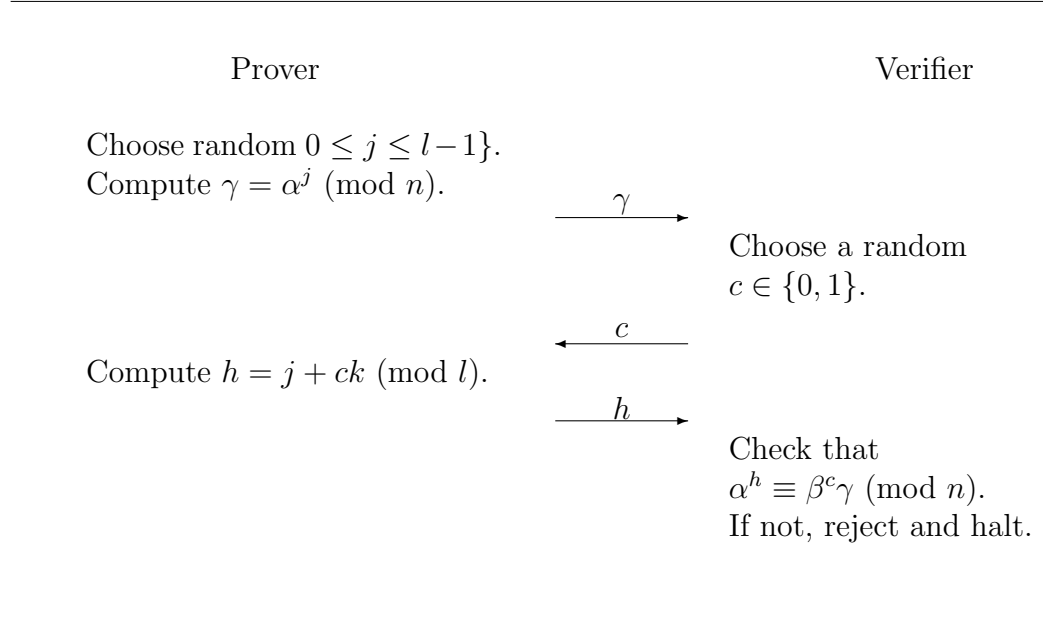 Prover
Verifier
Choose random 0 ≤ j ≤ l−1}.
Compute γ = α^j (mod n).
γ
Choose a random
c ∈ {0, 1}.
c
Compute h = j + ck (mod l).
h
Check that
α^h ≡ β^c γ (mod n).
If not, reject and halt.